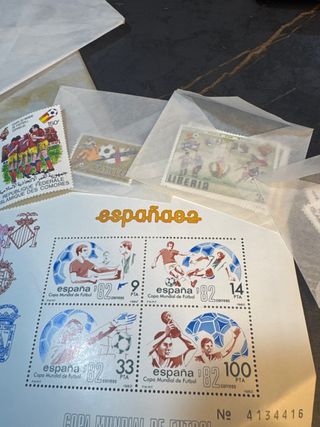 150F
REPUBLIQUE FEDERALE
ISLAMIQUE DES COMORES
LIBERIA
españa82
9
PTA
españa '82
Copa Mundial de Futbol correos
14
PTA
españa '82
Copa Mundial de Futbol correos
33
PTA
españa '82
Copa Mundial de Futbol correos
100
PTA
españa '82
Copa Mundial de Futbol correos
COPA MUNDIAL DE FUTBOL
Nº 4134416